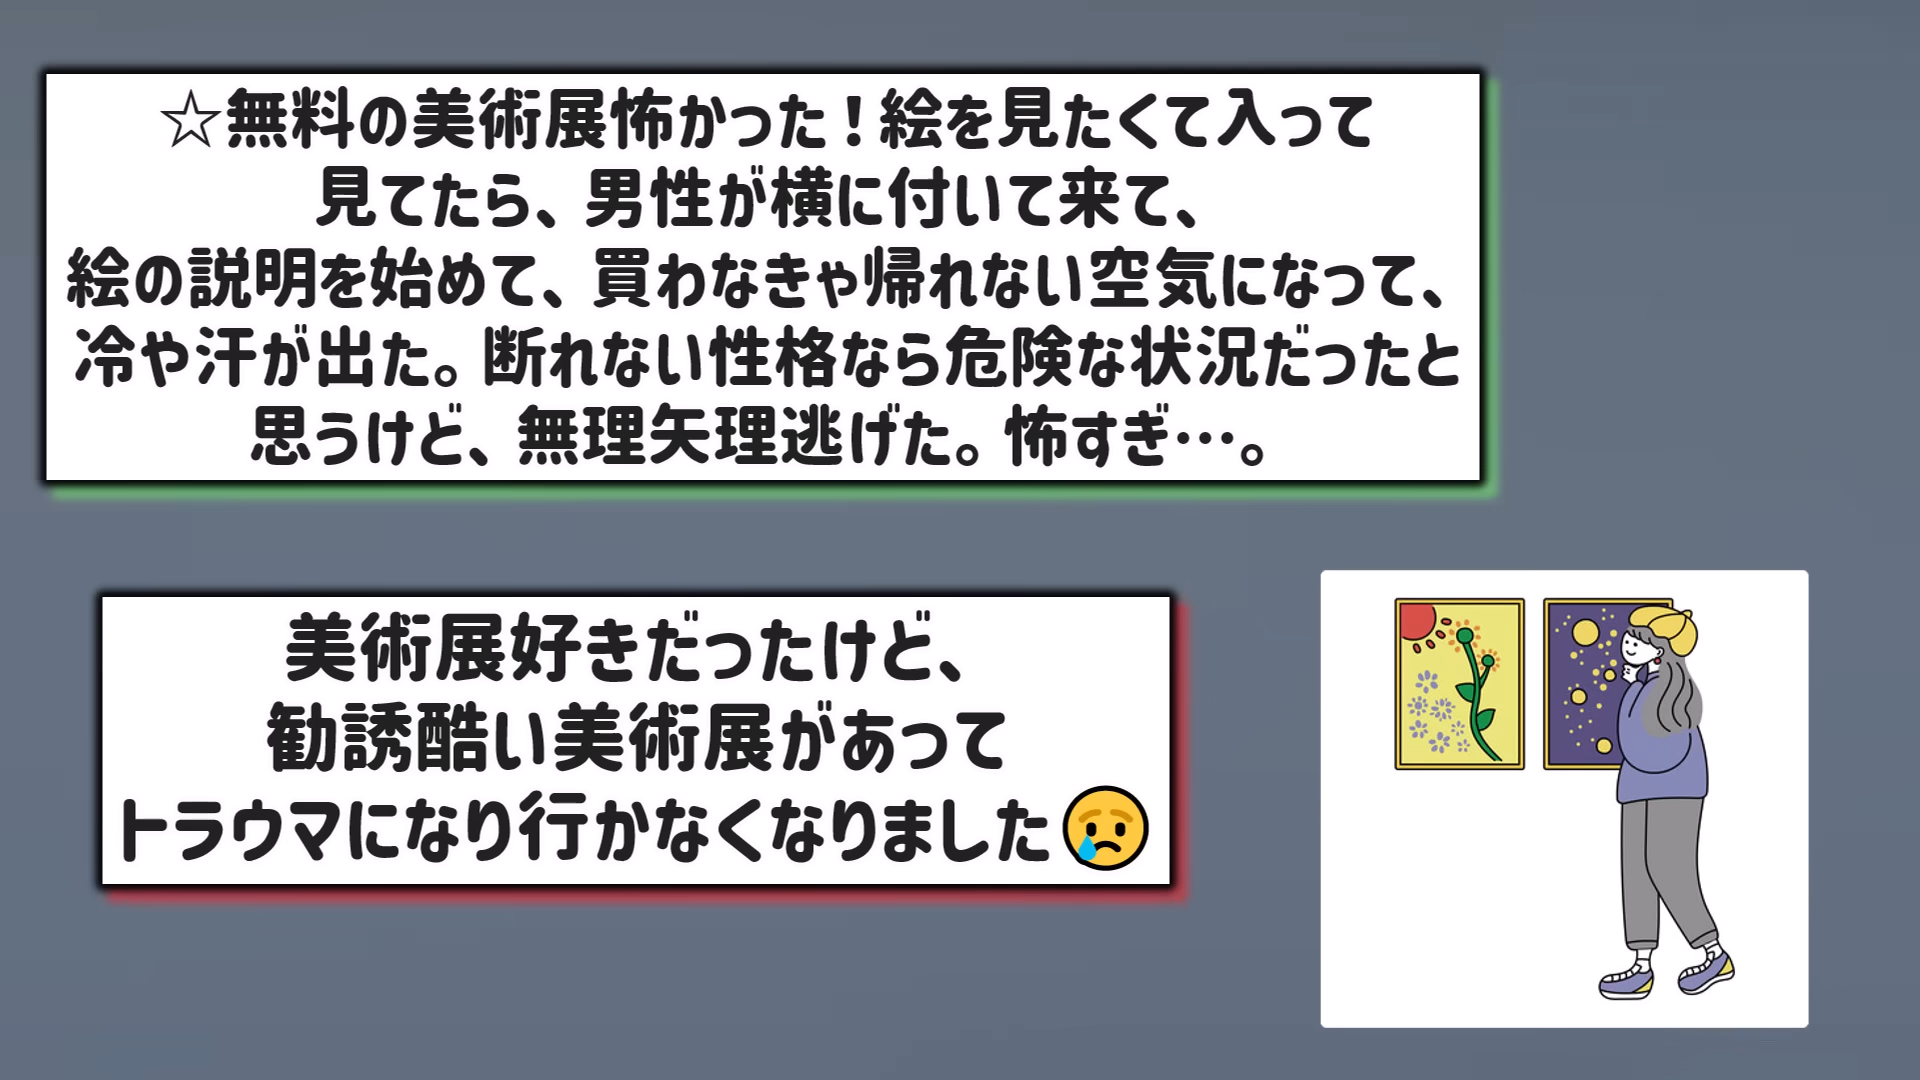 ☆無料の美術展怖かった！絵を見たくて入って
見てたら、男性が横に付いて来て、
絵の説明を始めて、買わなきゃ帰れない空気になって、
冷や汗が出た。断れない性格なら危険な状況だったと
思うけど、無理矢理逃げた。怖すぎ…。
美術展好きだったけど、
勧誘酷い美術展があって
トラウマになり行かなくなりました😢